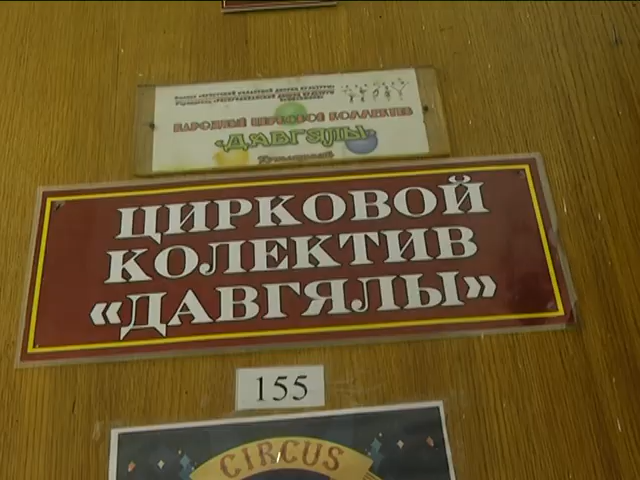 НАРОДНЫЙ ЦИРКОВОЙ КОЛЛЕКТИВ
«ДАВГЯЛЫ»
ЦИРКОВОЙ
КОЛЕКТИВ
«ДАВГЯЛЫ»
155
CIRCUS